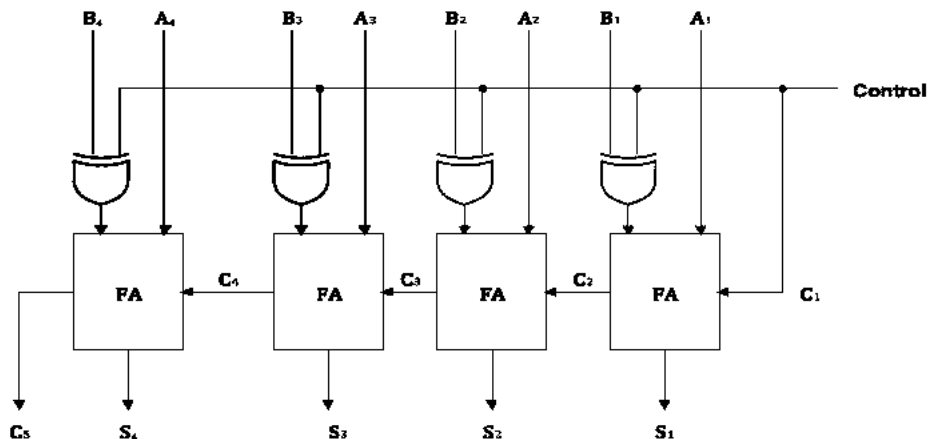 B₄ A₄ B₃ A₃ B₂ A₂ B₁ A₁
Control
FA C₄ FA C₃ FA C₂ FA C₁
C₅ S₄ S₃ S₂ S₁